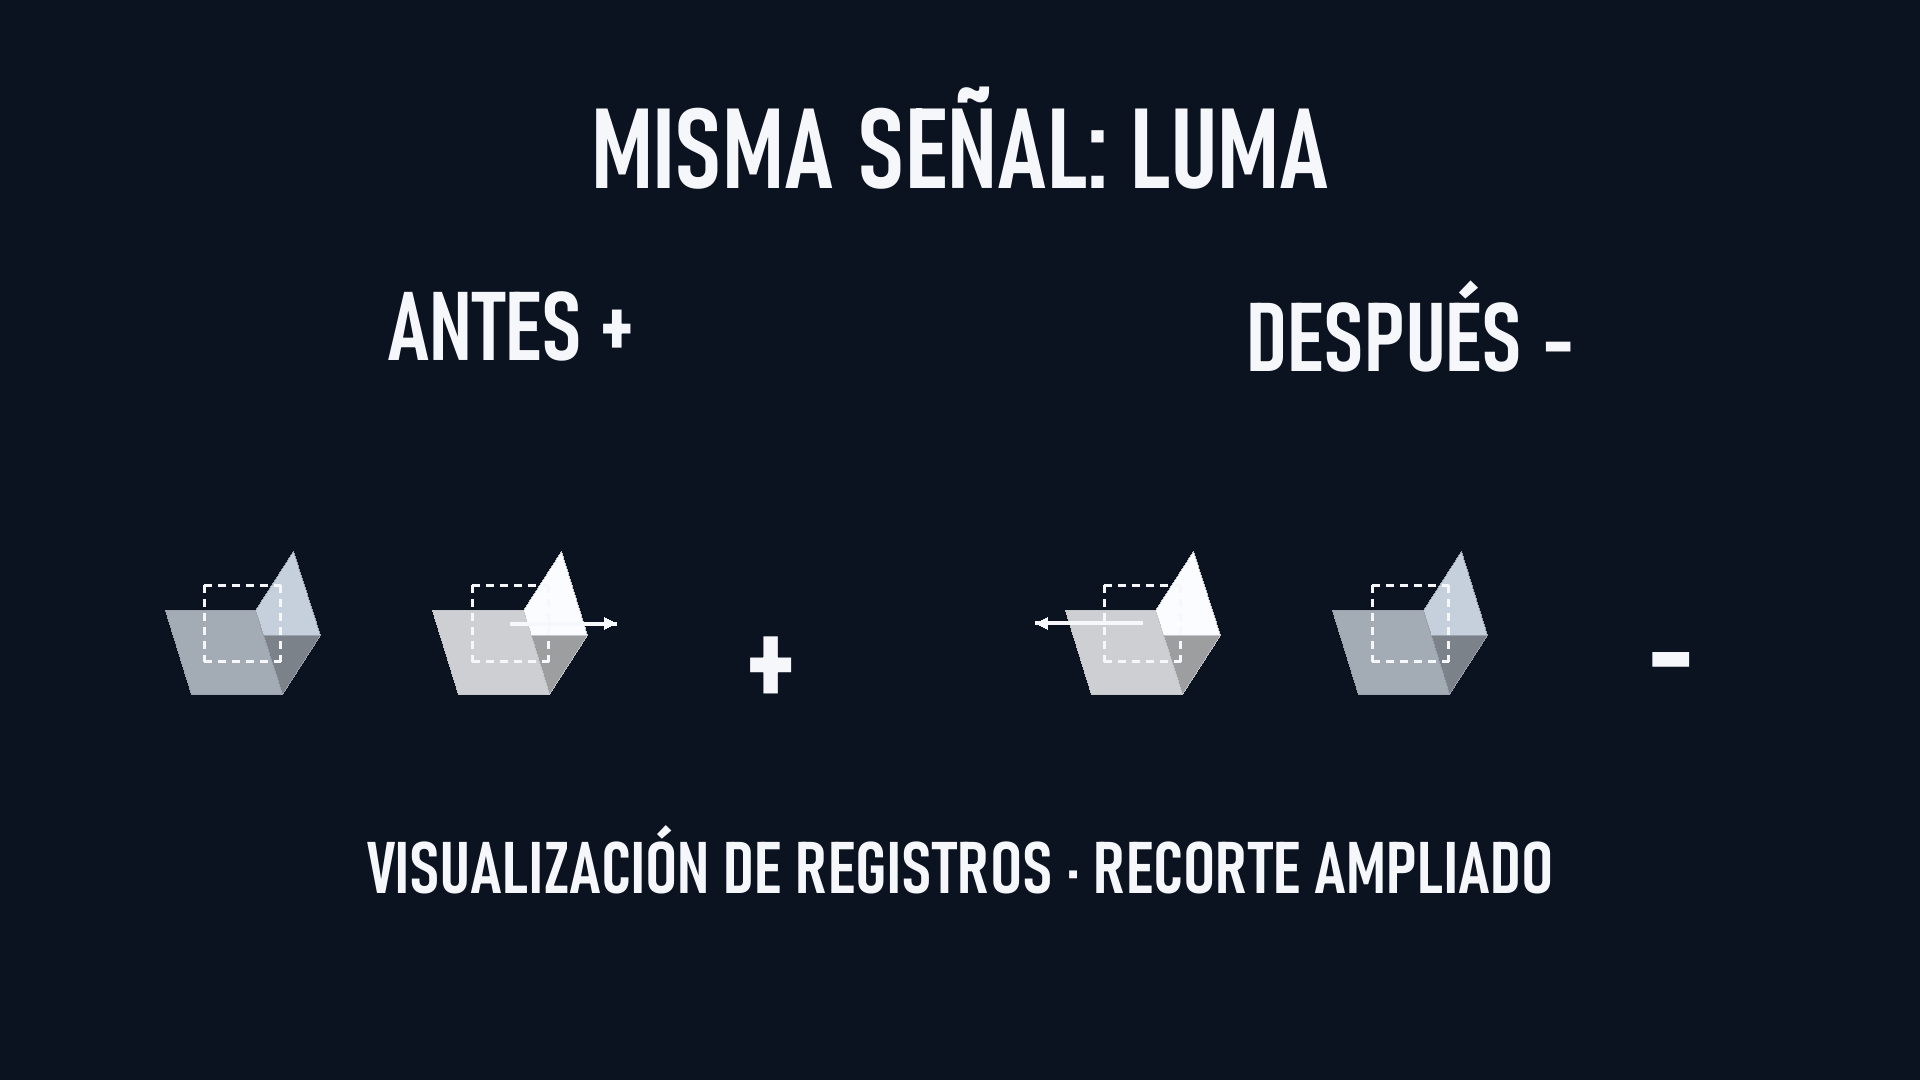 MISMA SEÑAL: LUMA
ANTES +
DESPUÉS -
+
-
VISUALIZACIÓN DE REGISTROS · RECORTE AMPLIADO